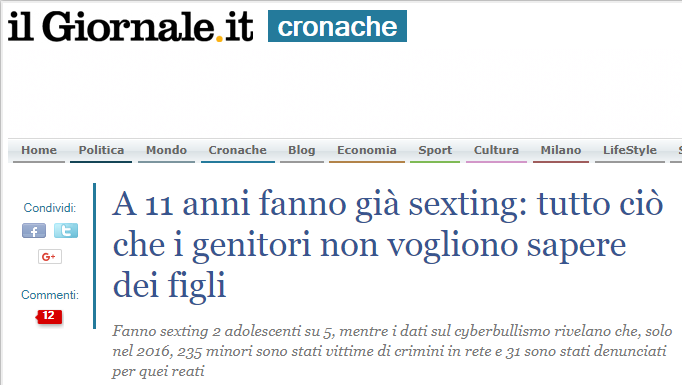 il Giornale.it cronache
Home Politica Mondo Cronache Blog Economia Sport Cultura Milano LifeStyle S
Condividi:
A 11 anni fanno già sexting: tutto ciò
che i genitori non vogliono sapere
dei figli
G+
Commenti:
12
Fanno sexting 2 adolescenti su 5, mentre i dati sul cyberbullismo rivelano che, solo
nel 2016, 235 minori sono stati vittime di crimini in rete e 31 sono stati denunciati
per quei reati